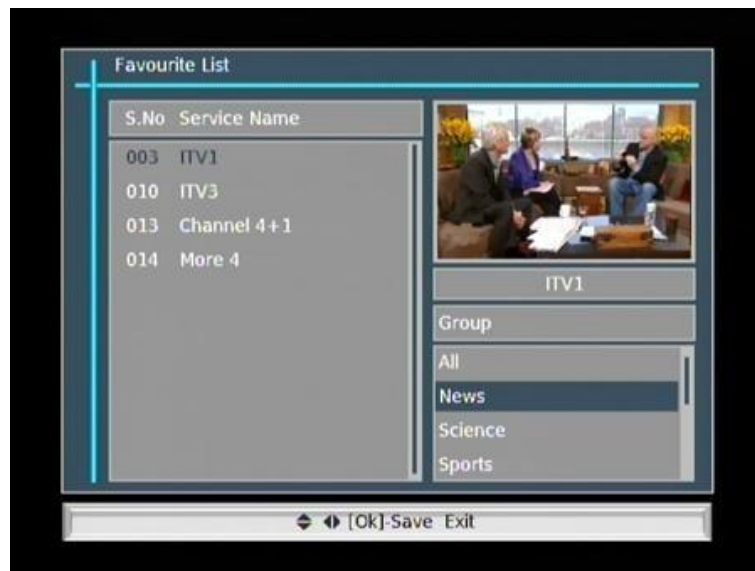 Favourite List
S.No Service Name
003 ITV1
010 ITV3
013 Channel 4+1
014 More 4
ITV1
Group
All
News
Science
Sports
[Ok]-Save Exit